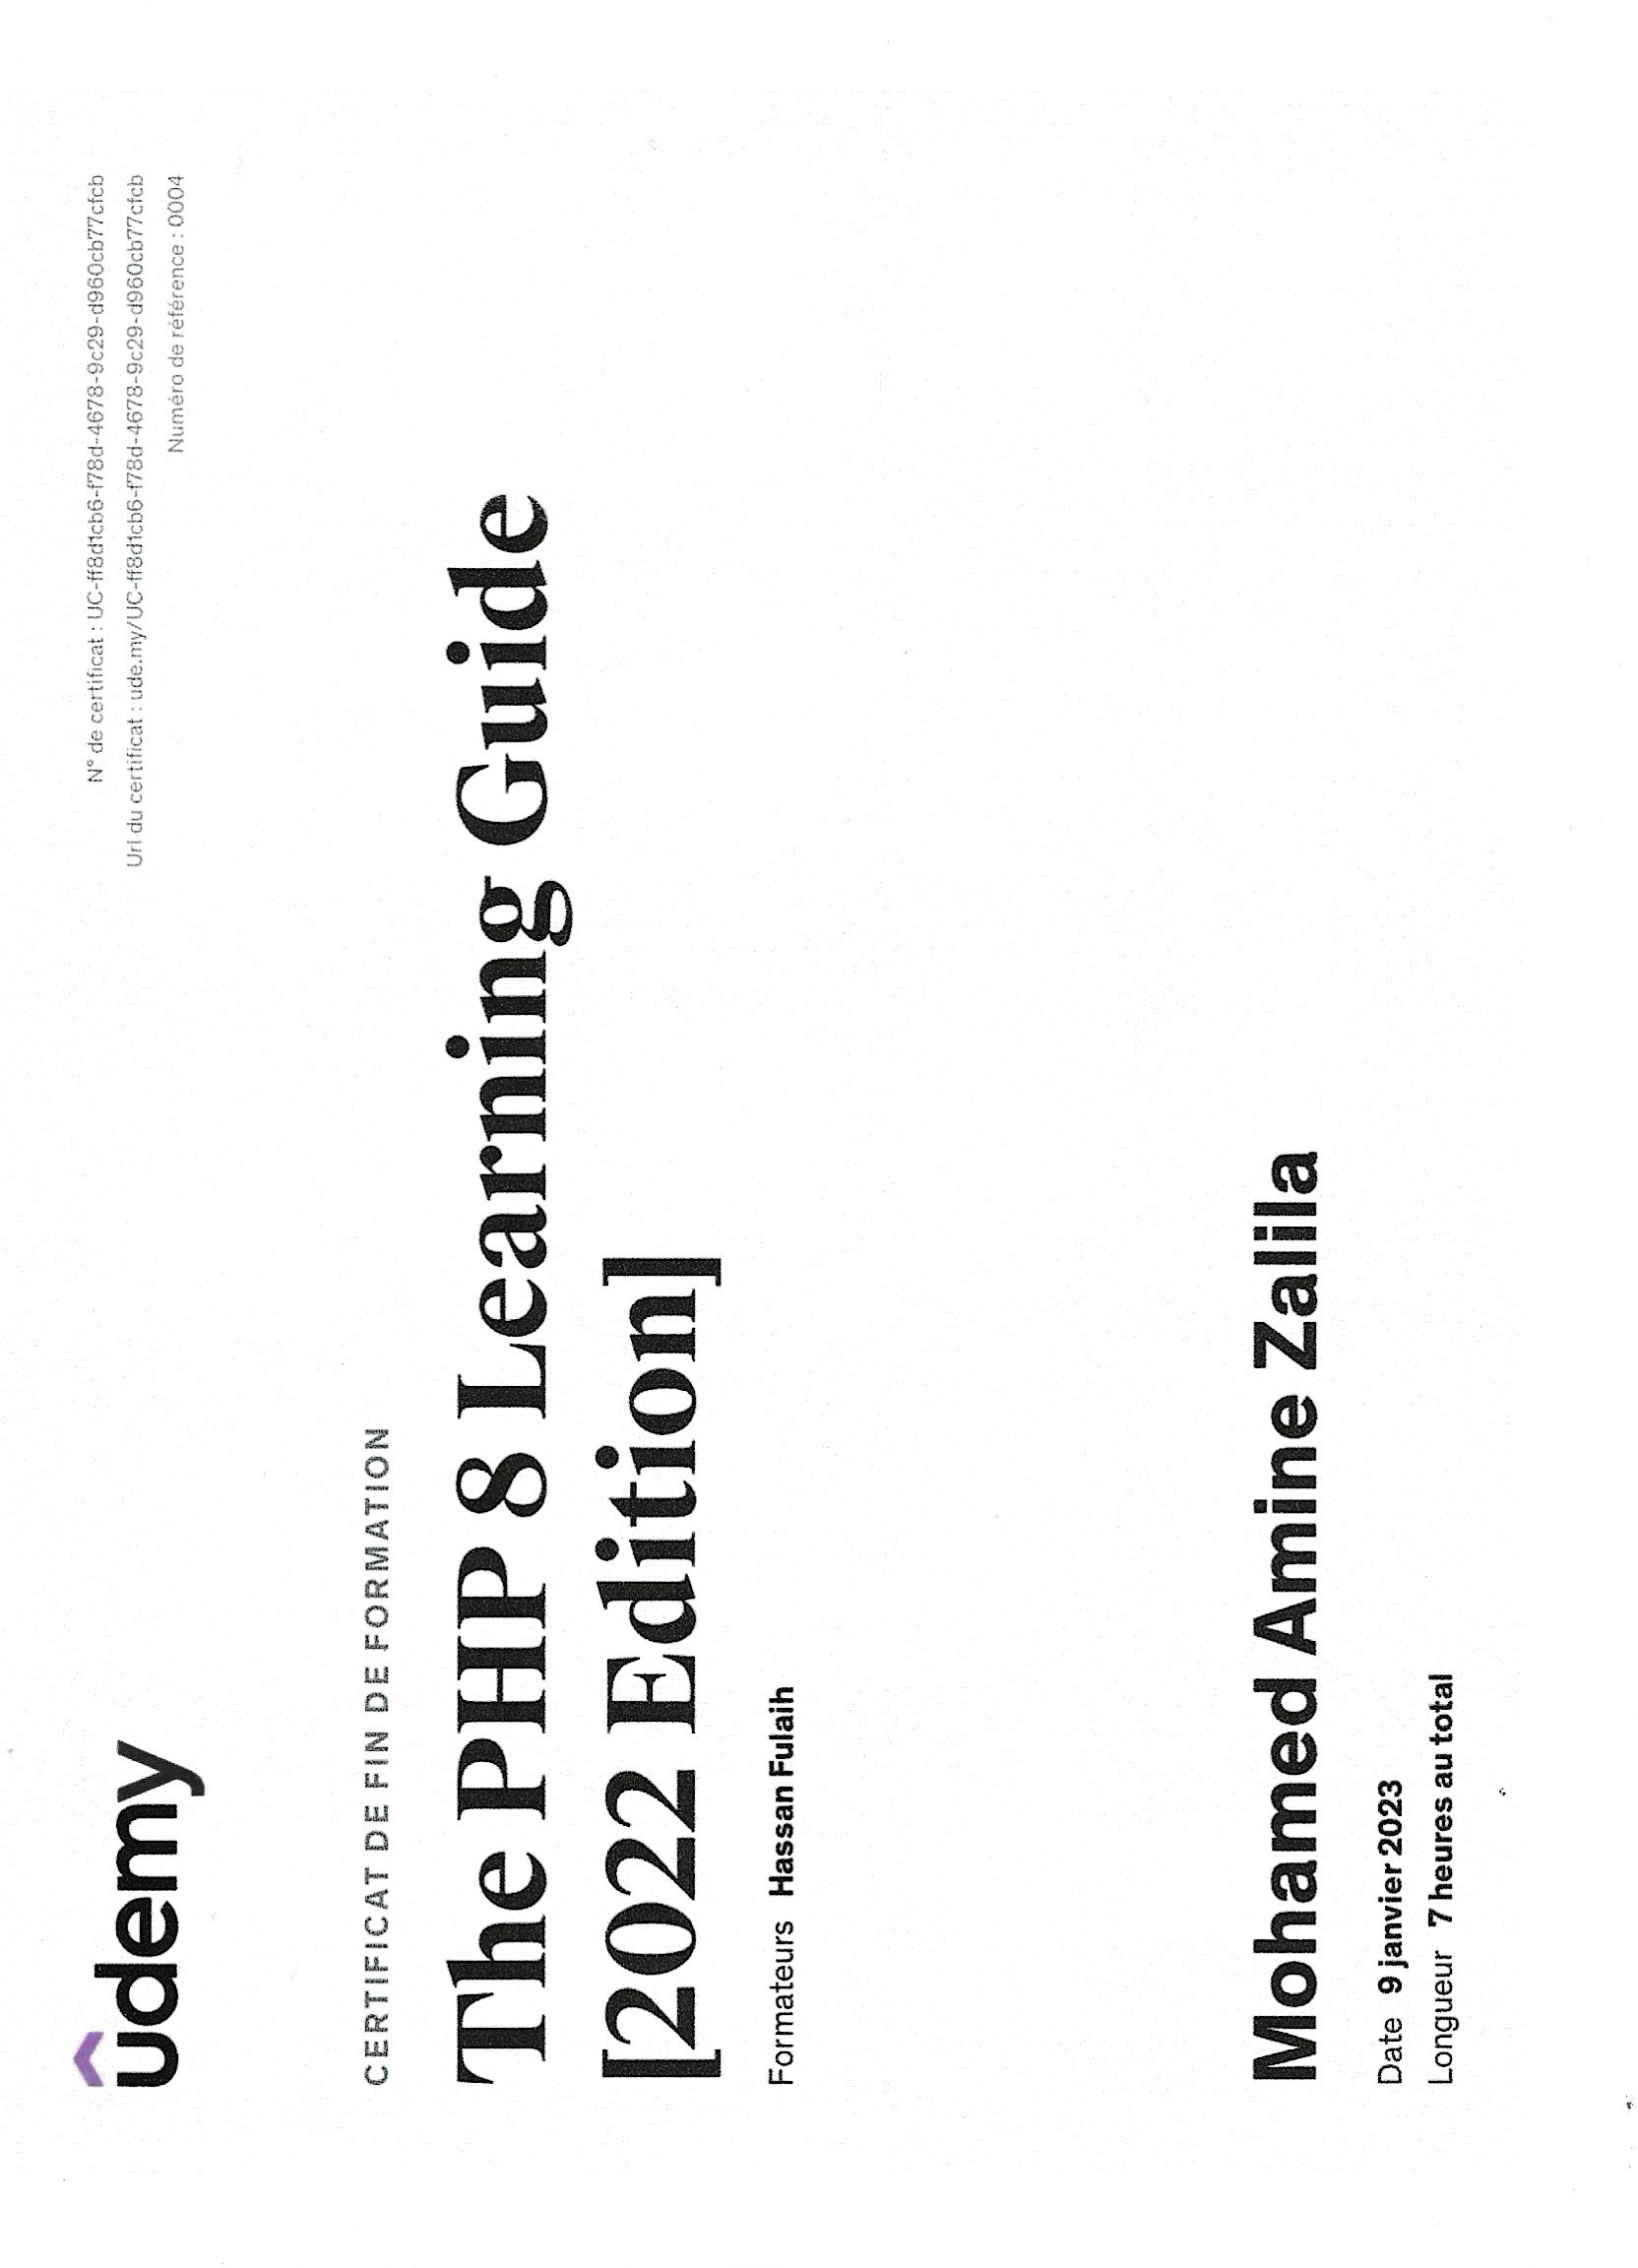 udemy
N° de certificat : UC-ff8d1cb6-f78d-4678-9c29-d960cb77cfcb
Url du certificat : ude.my/UC-ff8d1cb6-f78d-4678-9c29-d960cb77cfcb
Numéro de référence : 0004
CERTIFICAT DE FIN DE FORMATION
The PHP 8 Learning Guide
[2022 Edition]
Formateurs Hassan Fulaih
Mohamed Amine Zalila
Date 9 janvier 2023
Longueur 7 heures au total